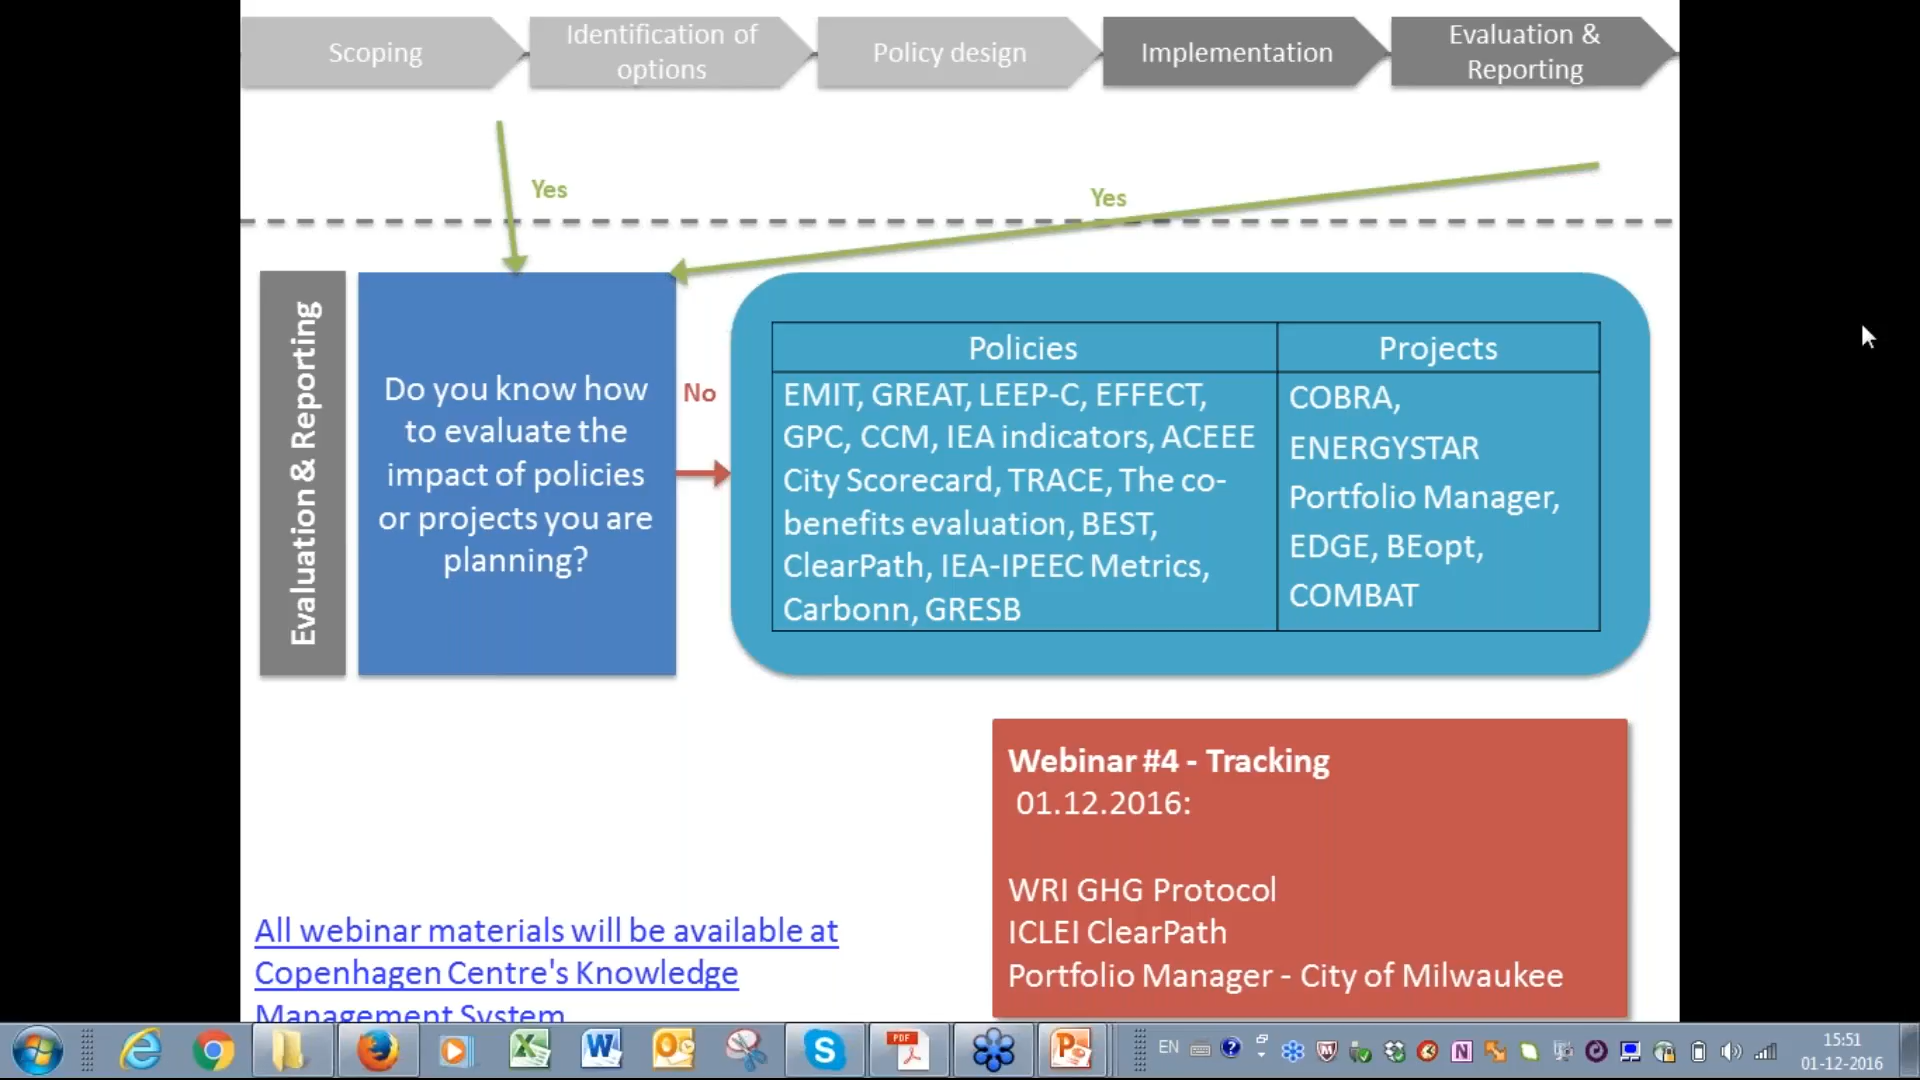 Scoping
Identification of
options
Policy design
Implementation
Evaluation &
Reporting
Yes
Yes
Evaluation & Reporting
Do you know how
to evaluate the
impact of policies
or projects you are
planning?
No
Policies
EMIT, GREAT, LEEP-C, EFFECT,
GPC, CCM, IEA indicators, ACEEE
City Scorecard, TRACE, The co-
benefits evaluation, BEST,
ClearPath, IEA-IPEEC Metrics,
Carbonn, GRESB
Projects
COBRA,
ENERGYSTAR
Portfolio Manager,
EDGE, BEopt,
COMBAT
Webinar #4 - Tracking
01.12.2016:
WRI GHG Protocol
ICLEI ClearPath
Portfolio Manager - City of Milwaukee
All webinar materials will be available at
Copenhagen Centre's Knowledge
Management System
PDF
EN
15:51
01-12-2016